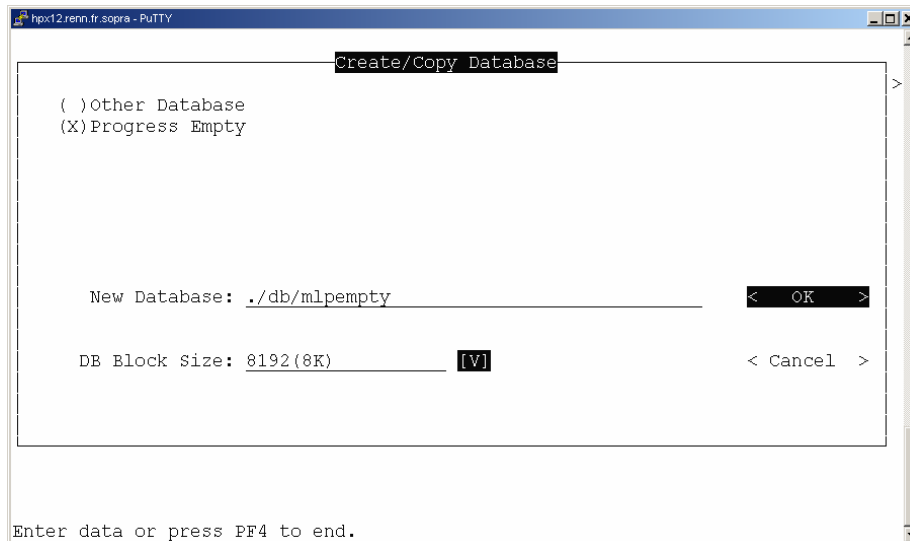 hpx12.renn.fr.sopra - PuTTY
Create/Copy Database
>
( )Other Database
(X)Progress Empty
New Database: ./db/mlpempty < OK >
DB Block Size: 8192(8K) [V] < Cancel >
Enter data or press PF4 to end.